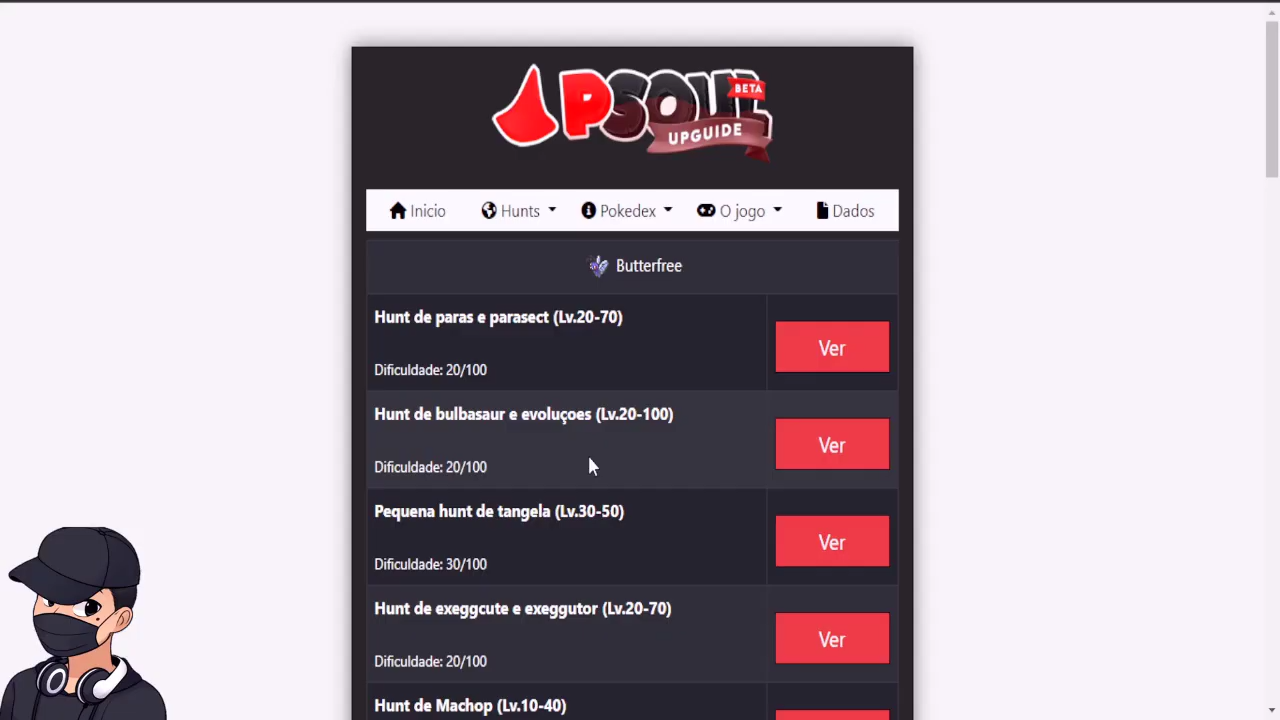 PSOUL
BETA
UPGUIDE
Inicio Hunts Pokedex O jogo Dados
Butterfree
Hunt de paras e parasect (Lv.20-70)
Ver
Dificuldade: 20/100
Hunt de bulbasaur e evoluçoes (Lv.20-100)
Ver
Dificuldade: 20/100
Pequena hunt de tangela (Lv.30-50)
Ver
Dificuldade: 30/100
Hunt de exeggcute e exeggutor (Lv.20-70)
Ver
Dificuldade: 20/100
Hunt de Machop (Lv.10-40)